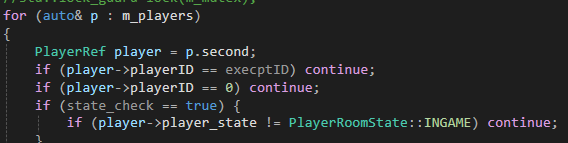 for (auto& p : m_players)
{
PlayerRef player = p.second;
if (player->playerID == execptID) continue;
if (player->playerID == 0) continue;
if (state_check == true) {
if (player->player_state != PlayerRoomState::INGAME) continue;
}